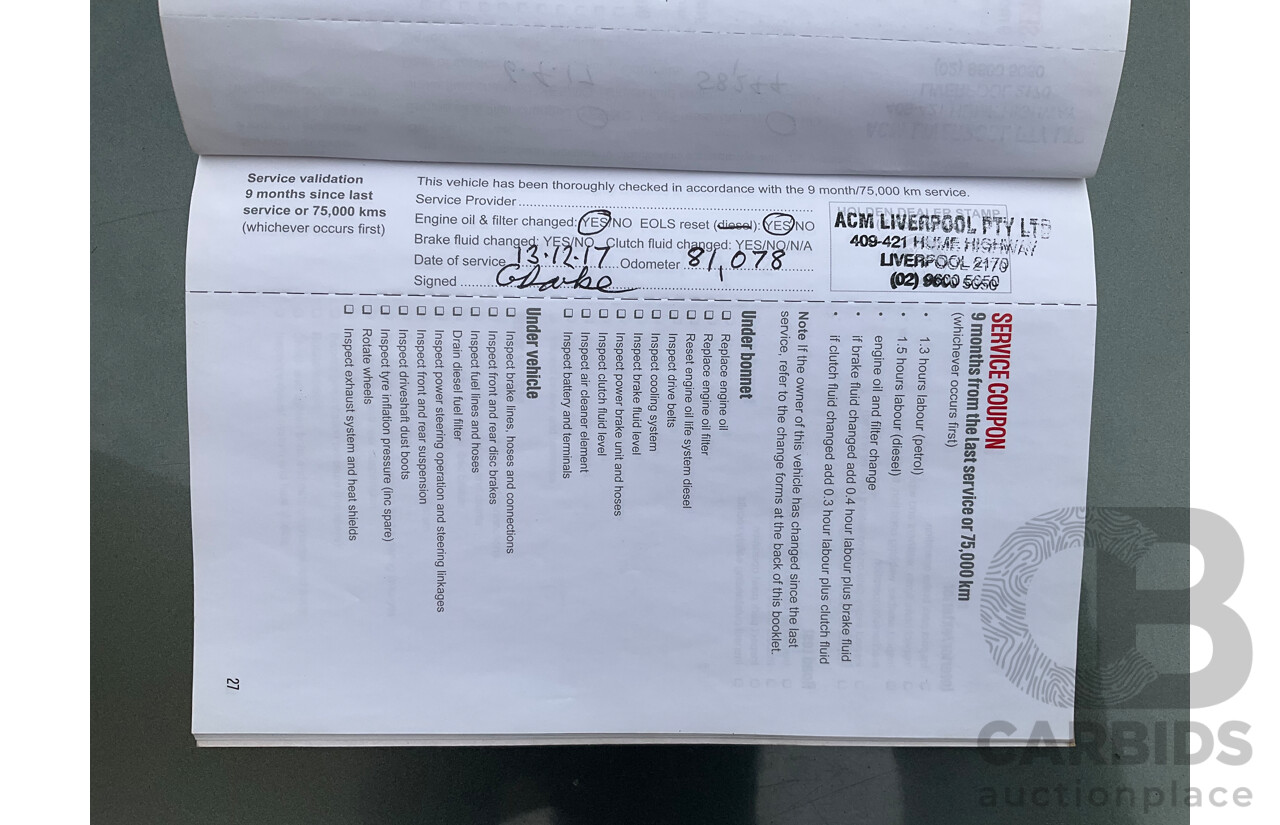 Service validation
9 months since last
service or 75,000 kms
(whichever occurs first)
This vehicle has been thoroughly checked in accordance with the 9 month/75,000 km service.
Service Provider
Engine oil & filter changed: YES/NO EOLS reset (diesel): YES/NO
Brake fluid changed: YES/NO Clutch fluid changed: YES/NO/N/A
Date of service 13.12.17 Odometer 81,078
Signed
HOLDEN DEALER STAMP
ACM LIVERPOOL PTY LTD
409-421 HUME HIGHWAY
LIVERPOOL 2170
(02) 9600 5050
SERVICE COUPON
9 months from the last service or 75,000 km
(whichever occurs first)
• 1.3 hours labour (petrol)
• 1.5 hours labour (diesel)
engine oil and filter change
• if brake fluid changed add 0.4 hour labour plus brake fluid
• if clutch fluid changed add 0.3 hour labour plus clutch fluid
Note If the owner of this vehicle has changed since the last
service, refer to the change forms at the back of this booklet.
Under bonnet
❑ Replace engine oil
❑ Replace engine oil filter
❑ Reset engine oil life system diesel
❑ Inspect drive belts
❑ Inspect cooling system
❑ Inspect brake fluid level
❑ Inspect power brake unit and hoses
❑ Inspect clutch fluid level
❑ Inspect air cleaner element
❑ Inspect battery and terminals
Under vehicle
❑ Inspect brake lines, hoses and connections
❑ Inspect front and rear disc brakes
❑ Inspect fuel lines and hoses
❑ Drain diesel fuel filter
❑ Inspect power steering operation and steering linkages
❑ Inspect front and rear suspension
❑ Inspect driveshaft dust boots
❑ Inspect tyre inflation pressure (inc spare)
❑ Rotate wheels
❑ Inspect exhaust system and heat shields
27
CB
CARBIDS
auctionplace